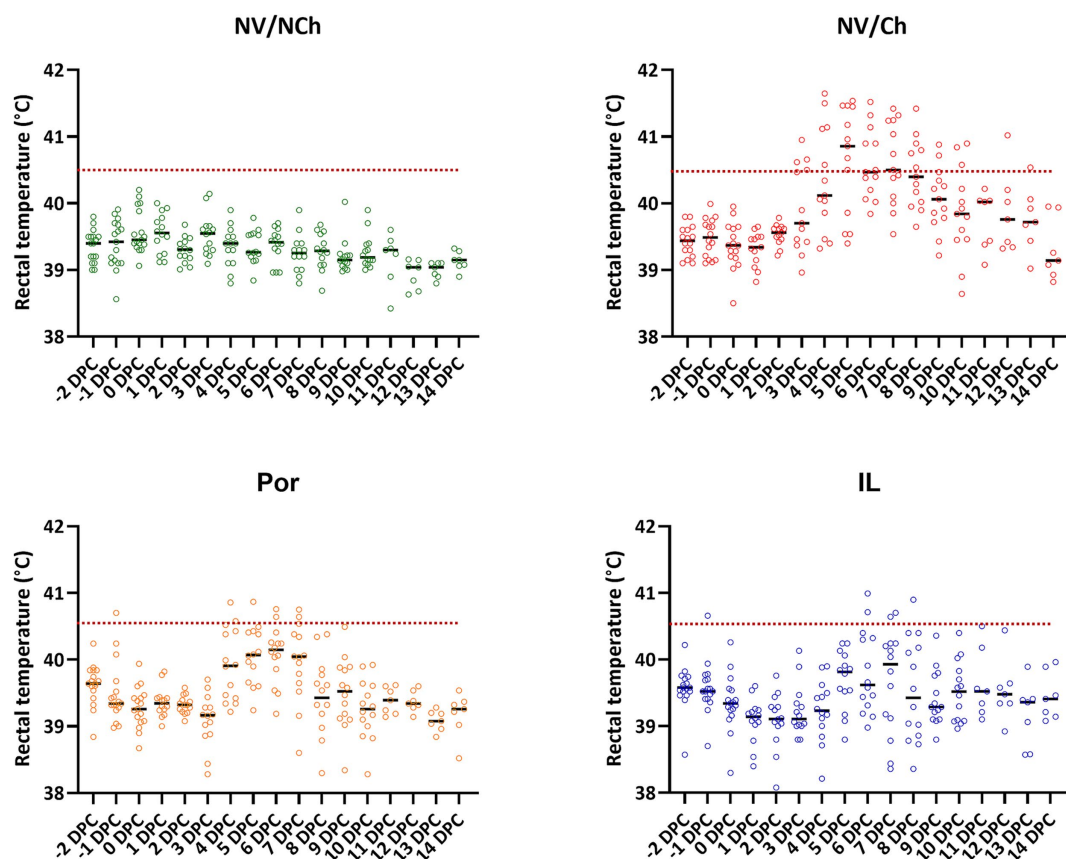 NV/NCh
Rectal temperature (°C)
42
41
40
39
38
-2 DPC
-1 DPC
0 DPC
1 DPC
2 DPC
3 DPC
4 DPC
5 DPC
6 DPC
7 DPC
8 DPC
9 DPC
10 DPC
11 DPC
12 DPC
13 DPC
14 DPC
NV/Ch
Rectal temperature (°C)
42
41
40
39
38
-2 DPC
-1 DPC
0 DPC
1 DPC
2 DPC
3 DPC
4 DPC
5 DPC
6 DPC
7 DPC
8 DPC
9 DPC
10 DPC
11 DPC
12 DPC
13 DPC
14 DPC
Por
Rectal temperature (°C)
42
41
40
39
38
-2 DPC
-1 DPC
0 DPC
1 DPC
2 DPC
3 DPC
4 DPC
5 DPC
6 DPC
7 DPC
8 DPC
9 DPC
10 DPC
11 DPC
12 DPC
13 DPC
14 DPC
IL
Rectal temperature (°C)
42
41
40
39
38
-2 DPC
-1 DPC
0 DPC
1 DPC
2 DPC
3 DPC
4 DPC
5 DPC
6 DPC
7 DPC
8 DPC
9 DPC
10 DPC
11 DPC
12 DPC
13 DPC
14 DPC